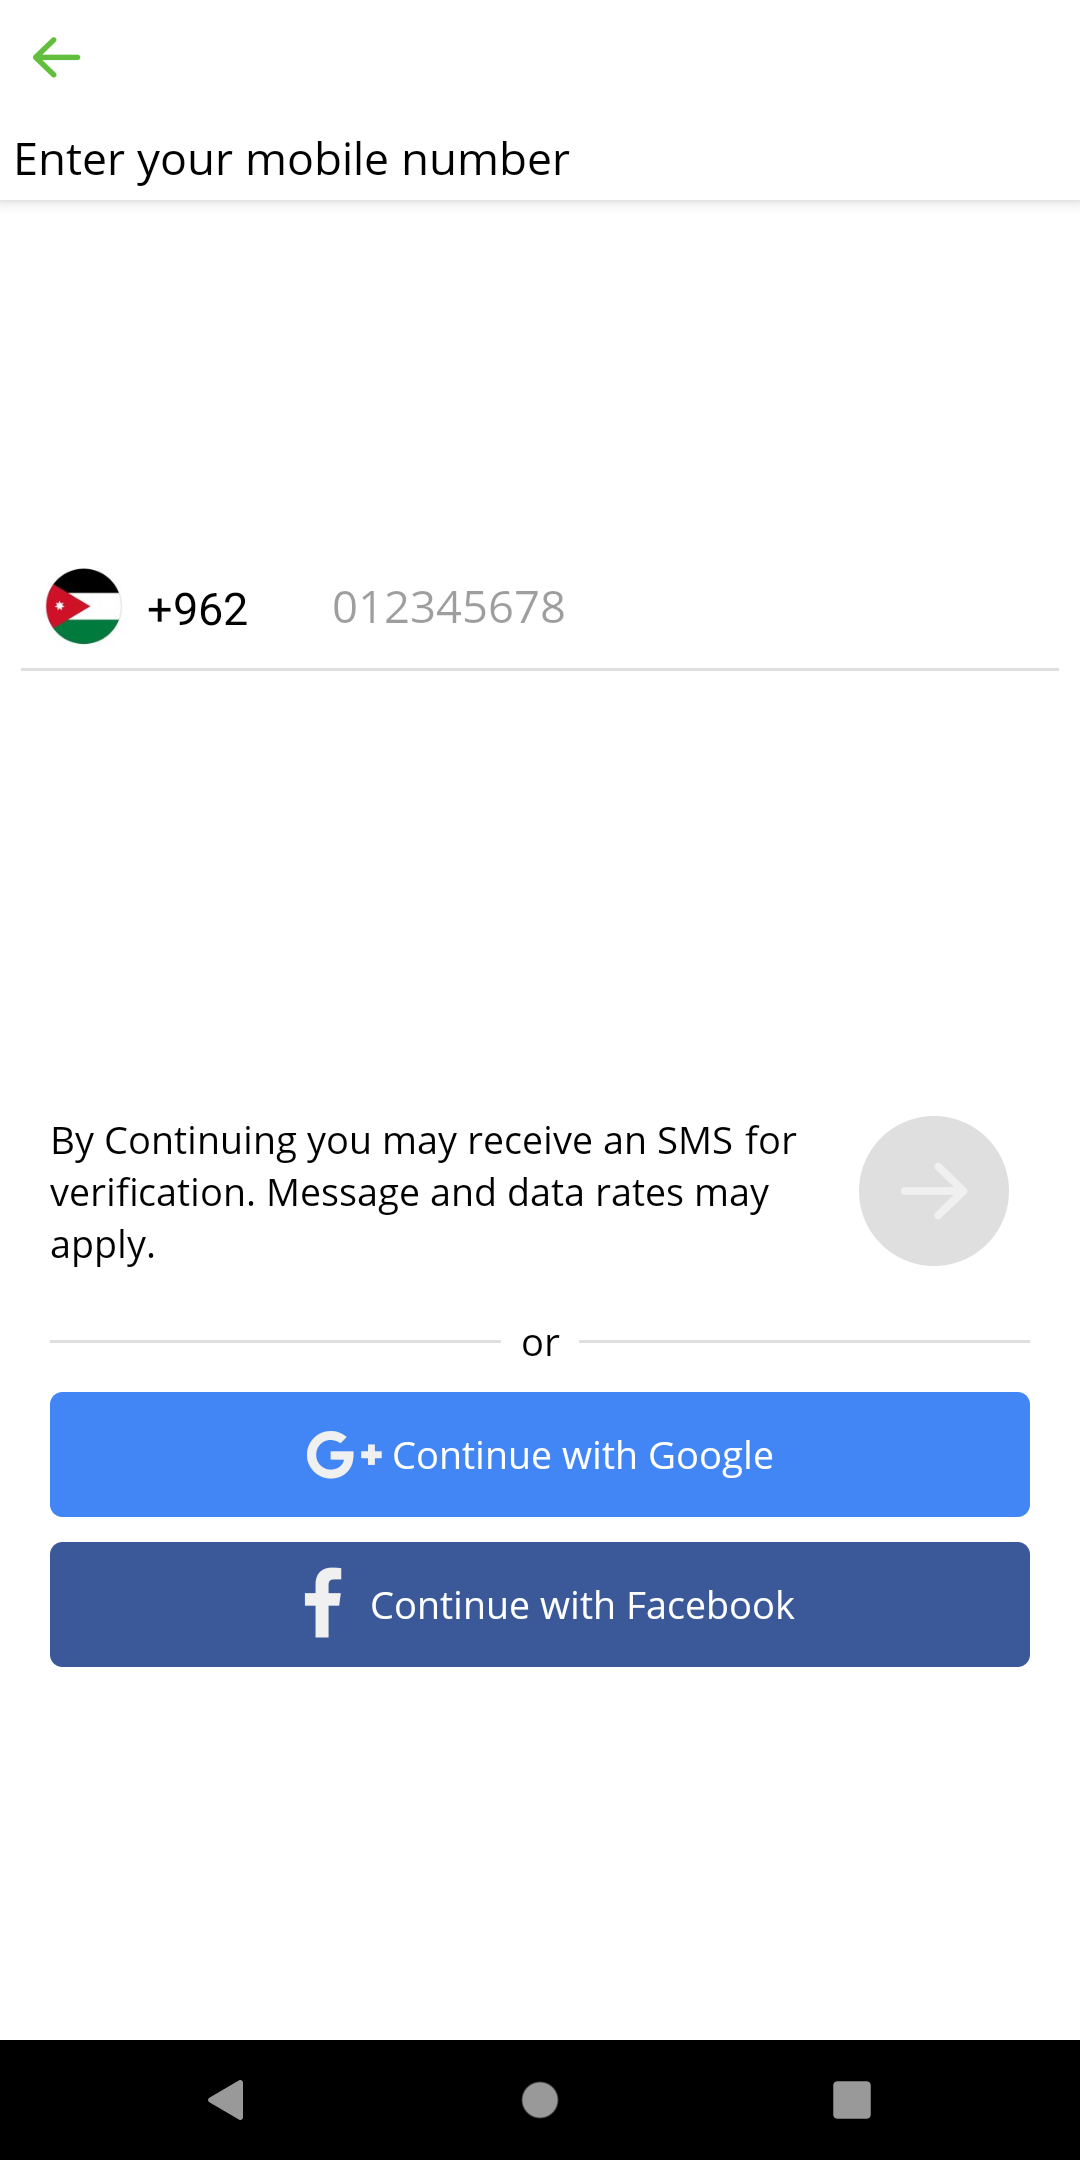 Enter your mobile number
+962 012345678
By Continuing you may receive an SMS for
verification. Message and data rates may
apply.
or
G+ Continue with Google
f Continue with Facebook